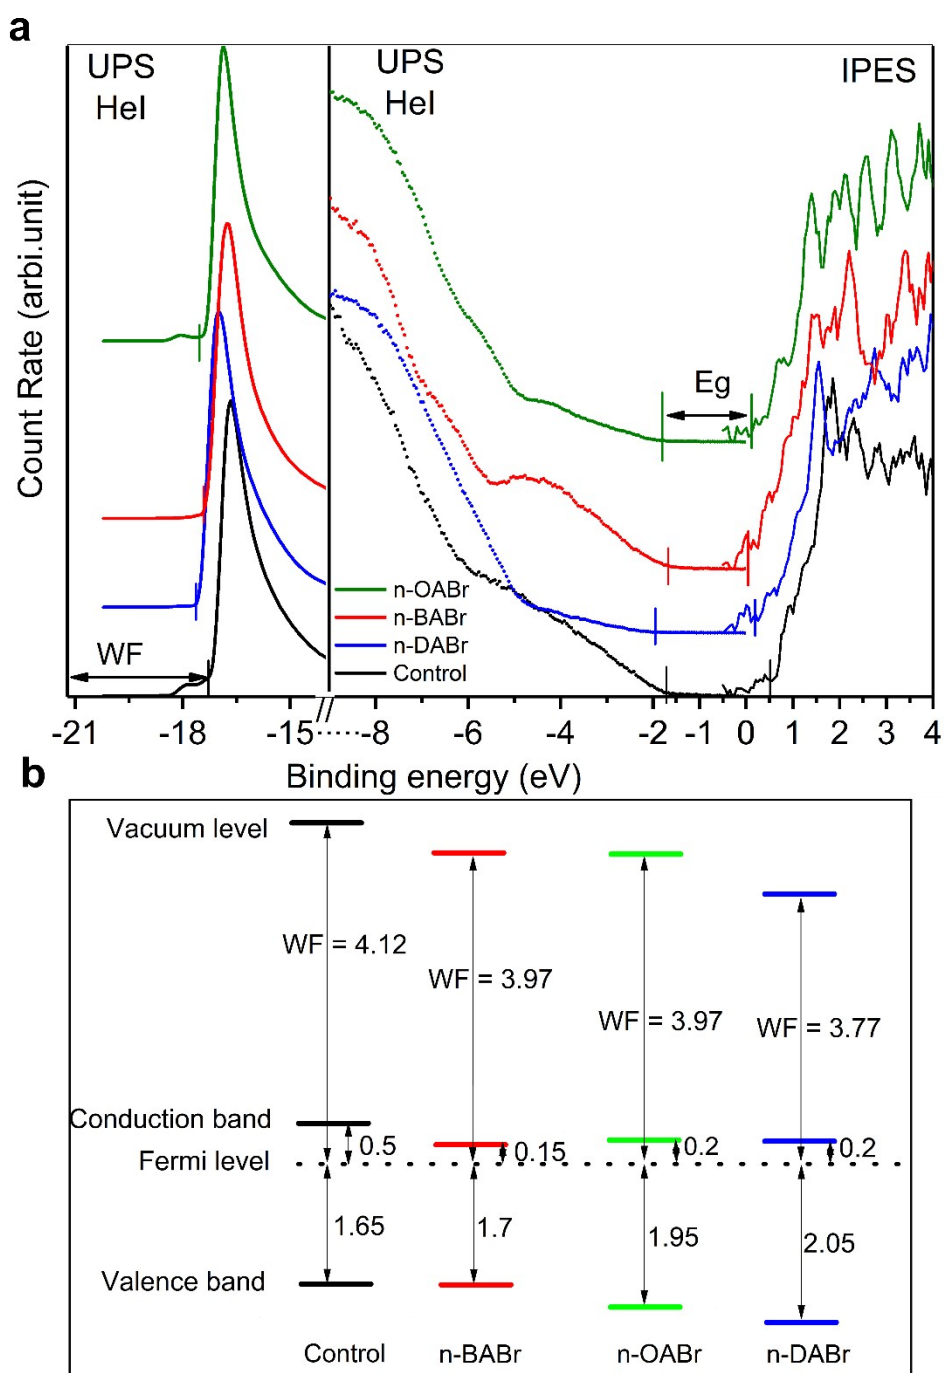 a
UPS
HeI
UPS
HeI
IPES
Count Rate (arbi.unit)
Eg
n-OABr
n-BABr
n-DABr
Control
WF
-21 -18 -15 -8 -6 -4 -2 -1 0 1 2 3 4
Binding energy (eV)
b
Vacuum level
WF = 4.12
WF = 3.97
WF = 3.97
WF = 3.77
Conduction band
0.5
0.15
0.2
0.2
Fermi level
1.65
1.7
1.95
2.05
Valence band
Control n-BABr n-OABr n-DABr